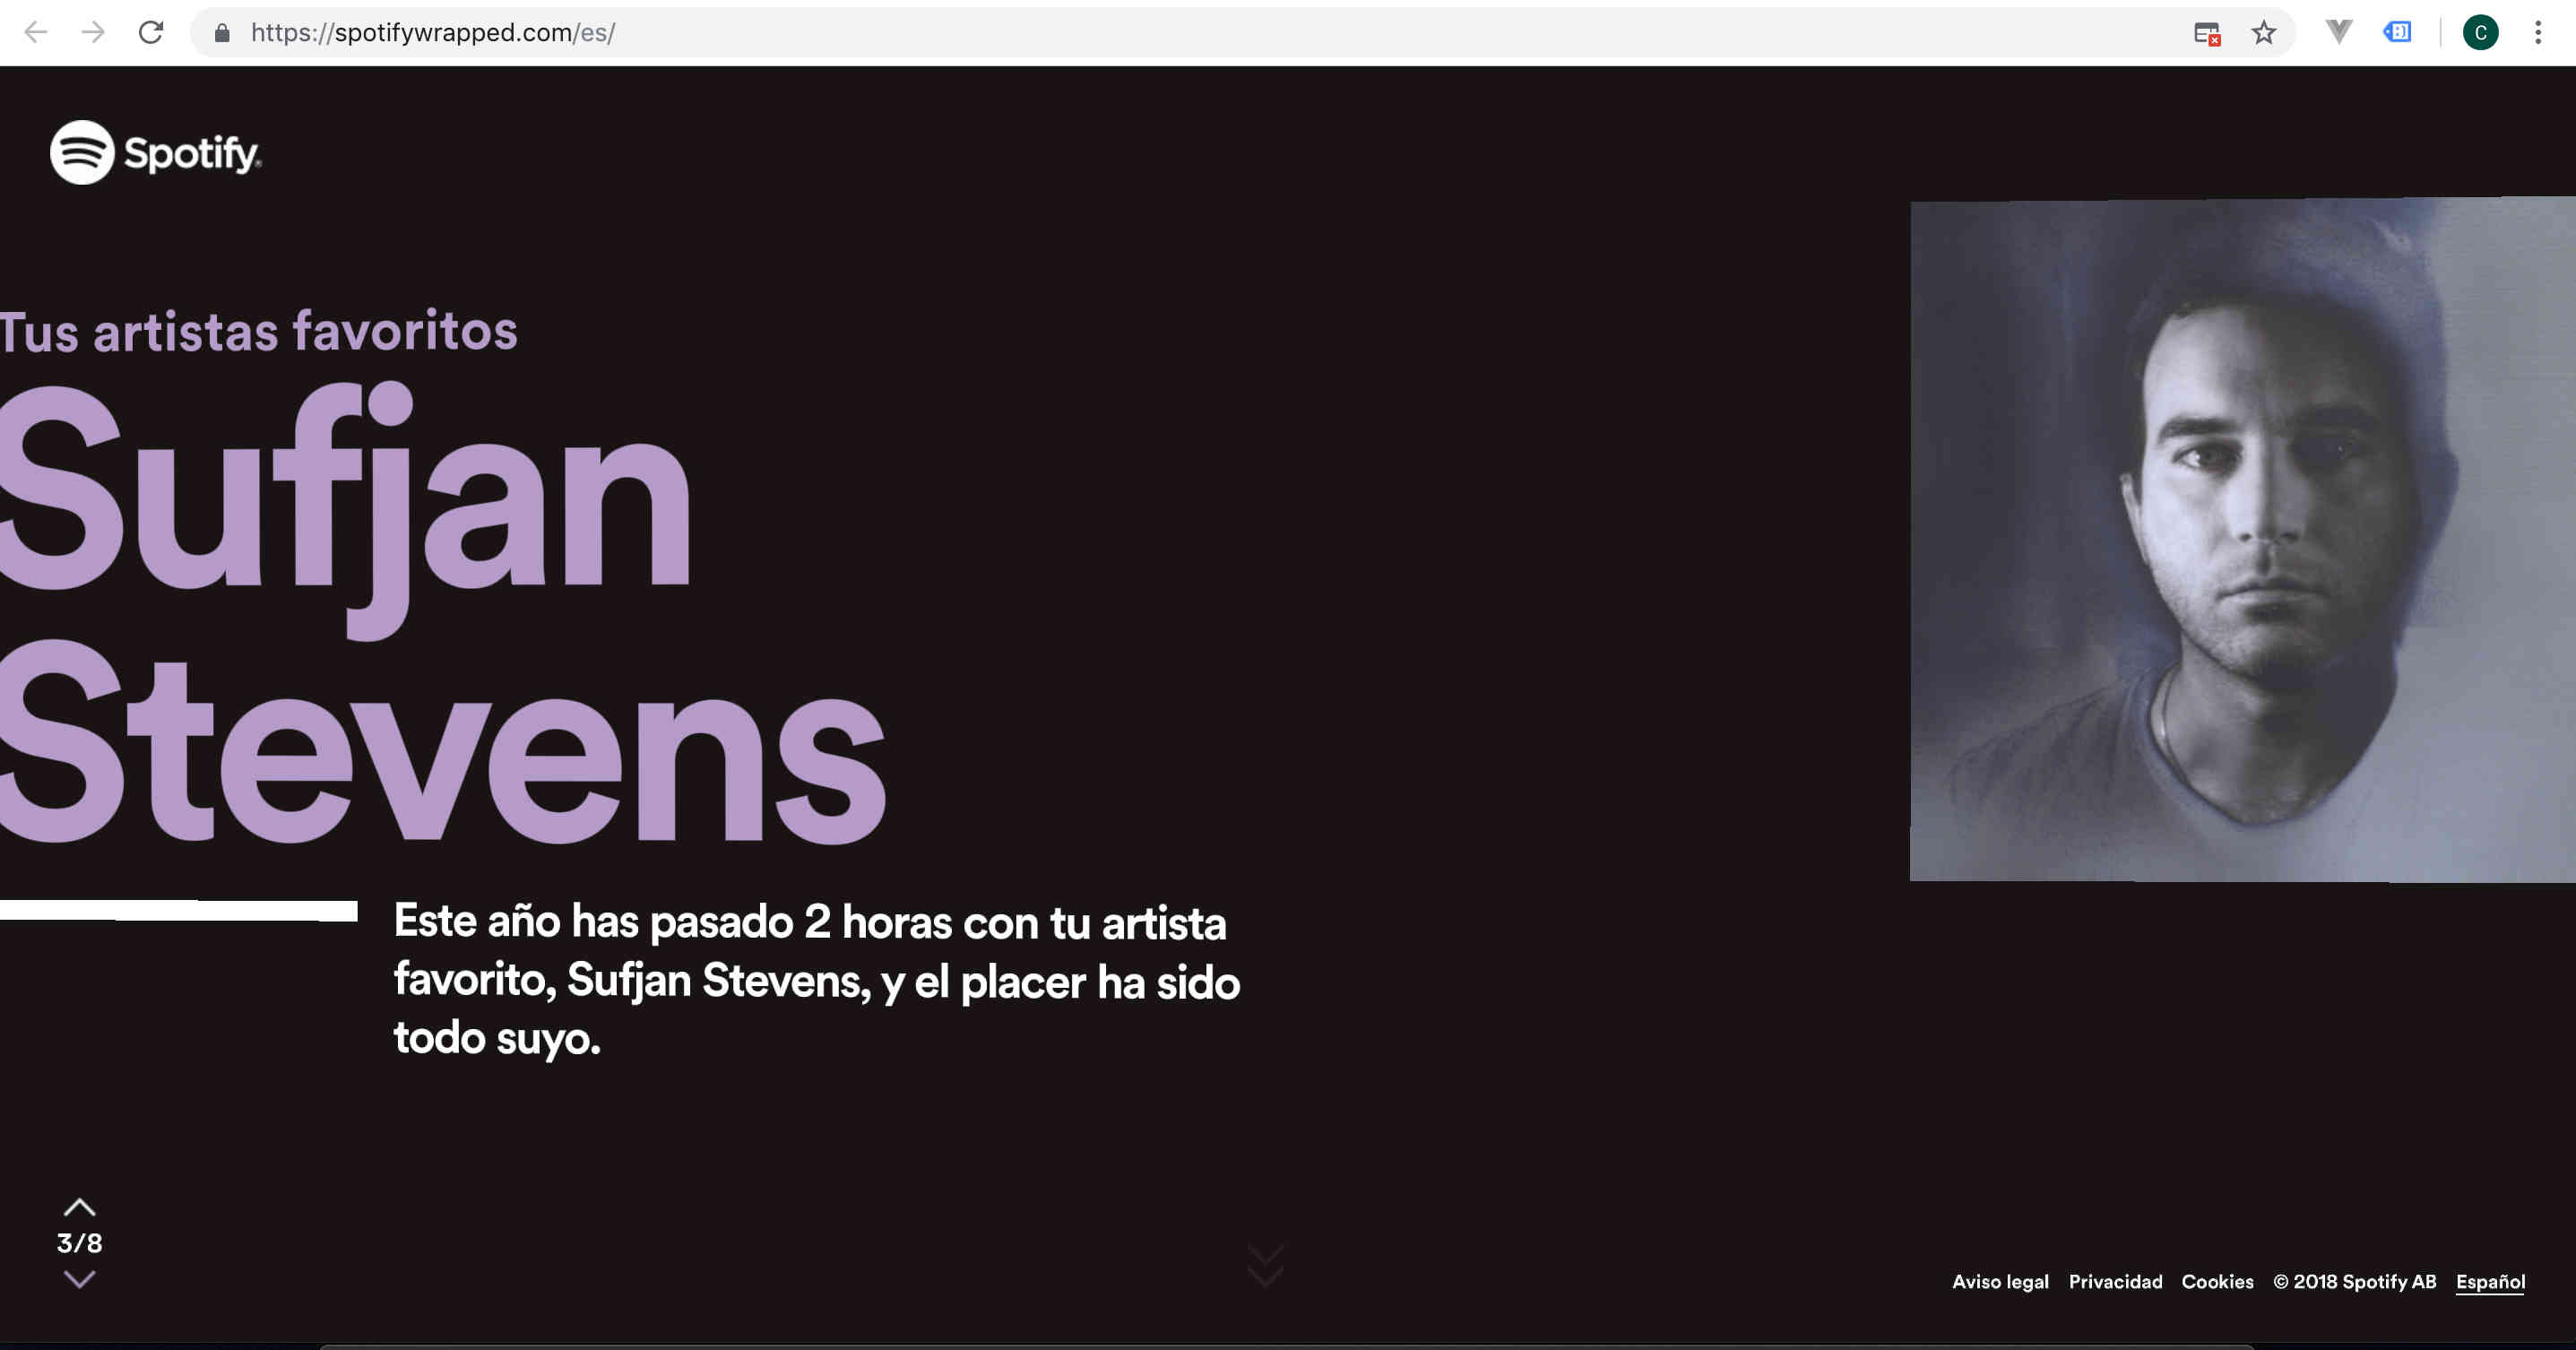 https://spotifywrapped.com/es/
C
Spotify®
Tus artistas favoritos
Sufjan
Stevens
Este año has pasado 2 horas con tu artista
favorito, Sufjan Stevens, y el placer ha sido
todo suyo.
3/8
Aviso legal Privacidad Cookies © 2018 Spotify AB Español